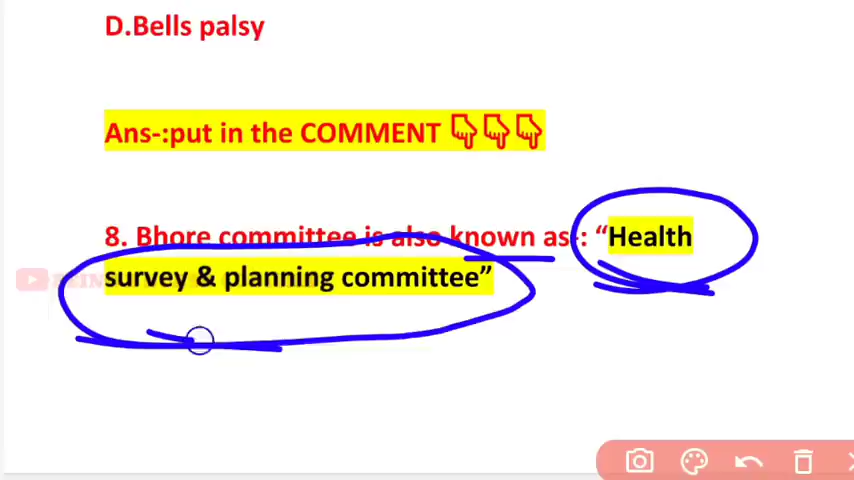 D.Bells palsy
Ans-:put in the COMMENT
8. Bhore committee is also known as-: “Health
survey & planning committee”